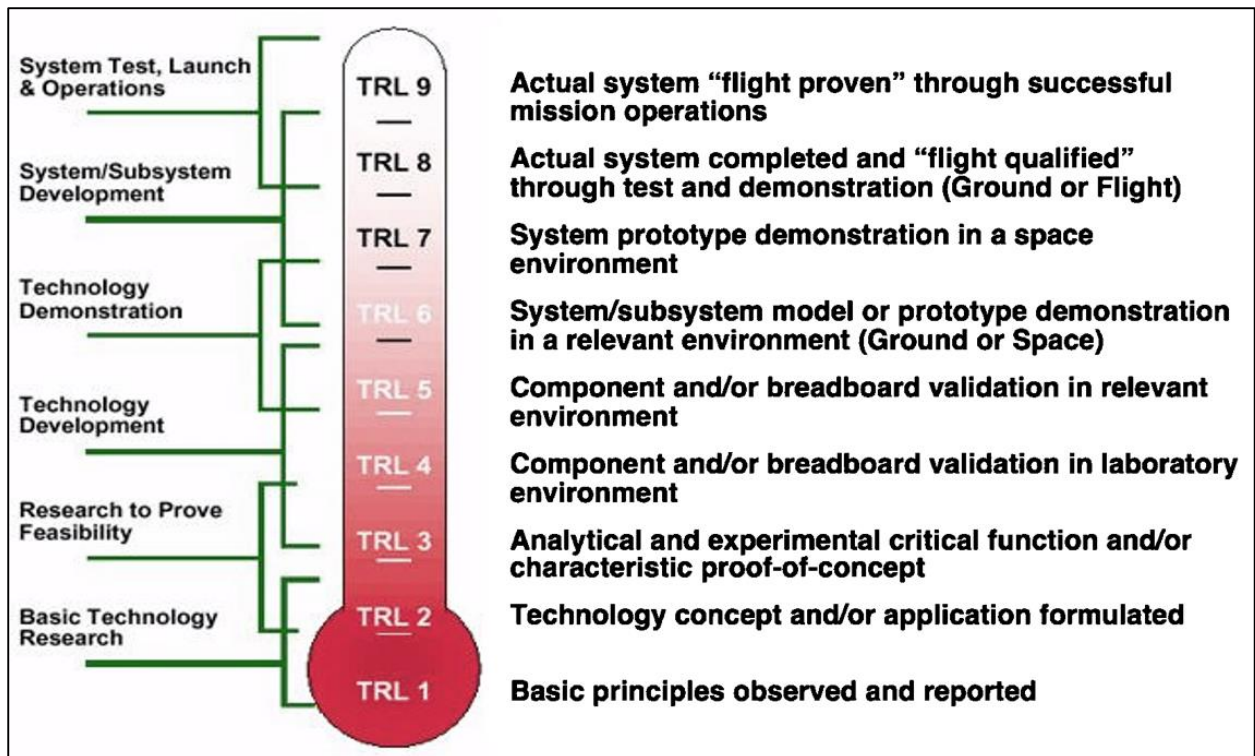 System Test, Launch
& Operations
System/Subsystem
Development
Technology
Demonstration
Technology
Development
Research to Prove
Feasibility
Basic Technology
Research
TRL 9
TRL 8
TRL 7
TRL 6
TRL 5
TRL 4
TRL 3
TRL 2
TRL 1
Actual system “flight proven” through successful
mission operations
Actual system completed and “flight qualified”
through test and demonstration (Ground or Flight)
System prototype demonstration in a space
environment
System/subsystem model or prototype demonstration
in a relevant environment (Ground or Space)
Component and/or breadboard validation in relevant
environment
Component and/or breadboard validation in laboratory
environment
Analytical and experimental critical function and/or
characteristic proof-of-concept
Technology concept and/or application formulated
Basic principles observed and reported